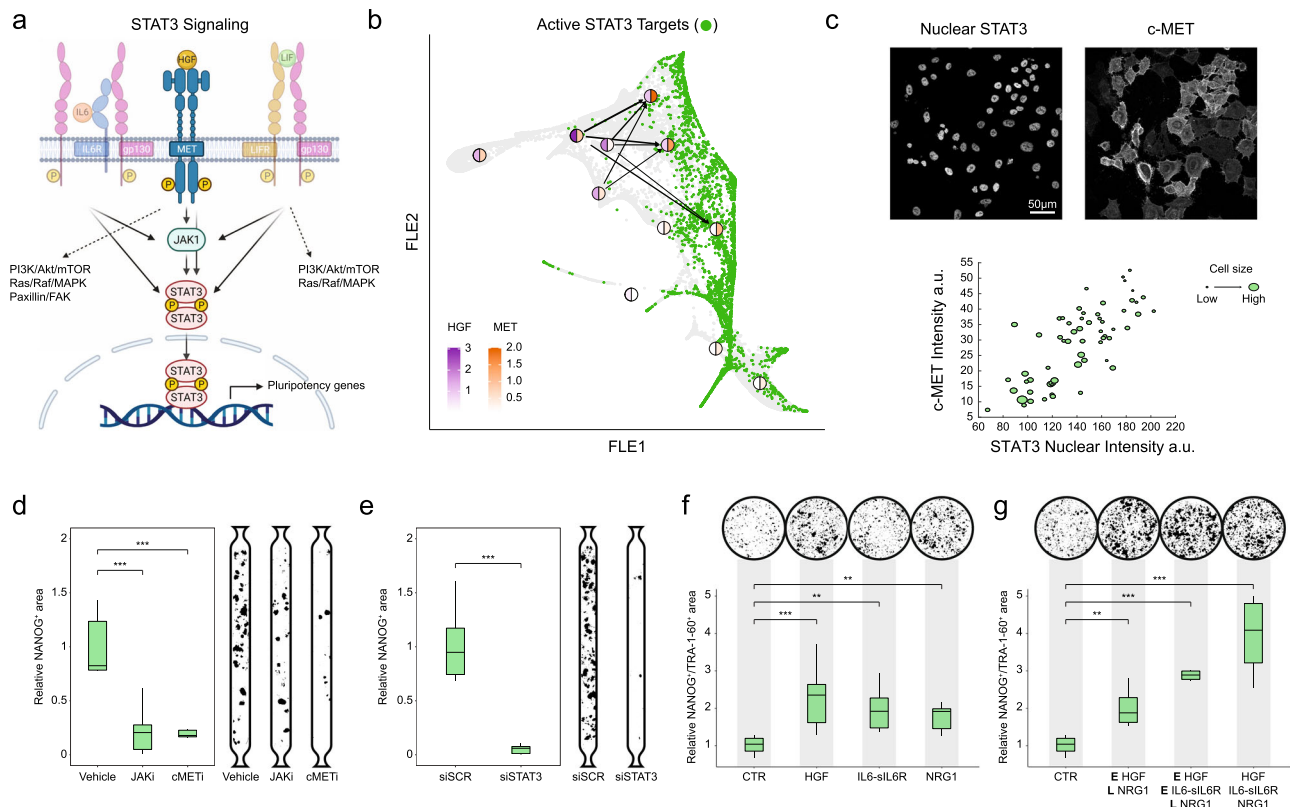 a
STAT3 Signaling
HGF
LIF
IL6
IL6R
gp130
MET
LIFR
gp130
P
P
P
P
JAK1
PI3K/Akt/mTOR
Ras/Raf/MAPK
Paxillin/FAK
PI3K/Akt/mTOR
Ras/Raf/MAPK
STAT3
P P
STAT3
STAT3
P P
STAT3
Pluripotency genes
b
Active STAT3 Targets ( )
FLE2
FLE1
HGF
3
2
1
MET
2.0
1.5
1.0
0.5
c
Nuclear STAT3
c-MET
50µm
c-MET Intensity a.u.
55
50
45
40
35
30
25
20
15
10
5
60 80 100 120 140 160 180 200 220
STAT3 Nuclear Intensity a.u.
Cell size
Low High
d
Relative NANOG⁺ area
2
1.5
1
0.5
0
***
***
Vehicle JAKi cMETi
Vehicle JAKi cMETi
e
Relative NANOG⁺ area
2
1.5
1
0.5
0
***
siSCR siSTAT3
siSCR siSTAT3
f
Relative NANOG⁺/TRA-1-60⁺ area
5
4
3
2
1
**
**
***
CTR HGF IL6-sIL6R NRG1
g
Relative NANOG⁺/TRA-1-60⁺ area
5
4
3
2
1
***
***
**
CTR
E HGF
L NRG1
E HGF
E IL6-sIL6R
L NRG1
HGF
IL6-sIL6R
NRG1